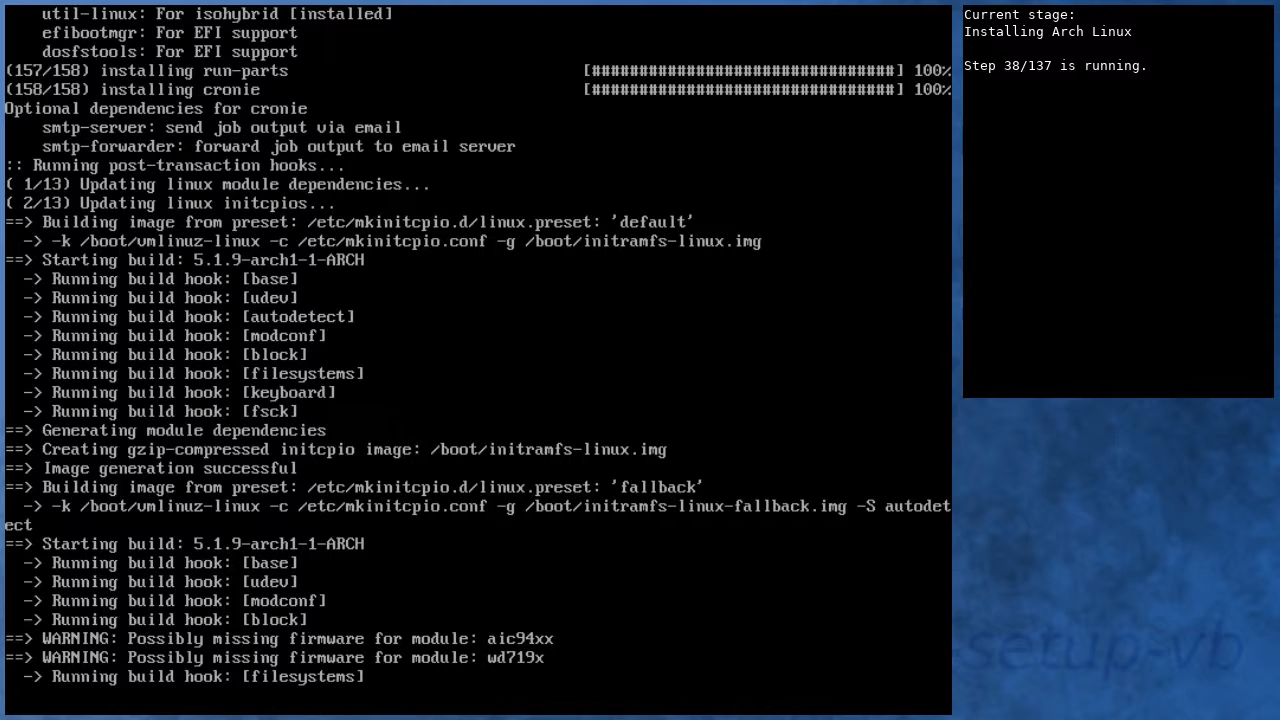 util-linux: For isohybrid [installed]
efibootmgr: For EFI support
dosfstools: For EFI support
(157/158) installing run-parts [################################] 100%
(158/158) installing cronie [################################] 100%
Optional dependencies for cronie
smtp-server: send job output via email
smtp-forwarder: forward job output to email server
:: Running post-transaction hooks...
( 1/13) Updating linux module dependencies...
( 2/13) Updating linux initcpios...
==> Building image from preset: /etc/mkinitcpio.d/linux.preset: 'default'
-> -k /boot/vmlinuz-linux -c /etc/mkinitcpio.conf -g /boot/initramfs-linux.img
==> Starting build: 5.1.9-arch1-1-ARCH
-> Running build hook: [base]
-> Running build hook: [udev]
-> Running build hook: [autodetect]
-> Running build hook: [modconf]
-> Running build hook: [block]
-> Running build hook: [filesystems]
-> Running build hook: [keyboard]
-> Running build hook: [fsck]
==> Generating module dependencies
==> Creating gzip-compressed initcpio image: /boot/initramfs-linux.img
==> Image generation successful
==> Building image from preset: /etc/mkinitcpio.d/linux.preset: 'fallback'
-> -k /boot/vmlinuz-linux -c /etc/mkinitcpio.conf -g /boot/initramfs-linux-fallback.img -S autodet
ect
==> Starting build: 5.1.9-arch1-1-ARCH
-> Running build hook: [base]
-> Running build hook: [udev]
-> Running build hook: [modconf]
-> Running build hook: [block]
==> WARNING: Possibly missing firmware for module: aic94xx
==> WARNING: Possibly missing firmware for module: wd719x
-> Running build hook: [filesystems]
Current stage:
Installing Arch Linux
Step 38/137 is running.
-setup-vb